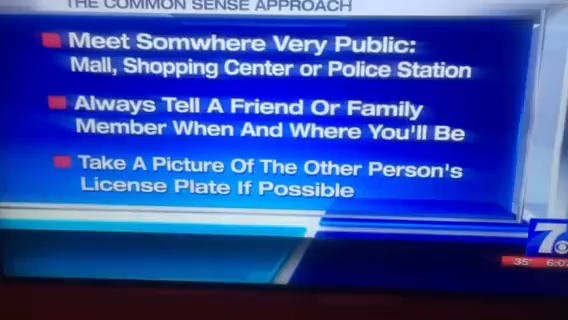 THE COMMON SENSE APPROACH
Meet Somwhere Very Public:
Mall, Shopping Center or Police Station
Always Tell A Friend Or Family
Member When And Where You'll Be
Take A Picture Of The Other Person's
License Plate If Possible
7
35°